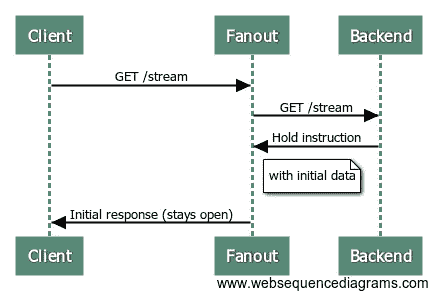 Client Fanout Backend
GET /stream
GET /stream
Hold instruction
with initial data
Initial response (stays open)
Client Fanout Backend
www.websequencediagrams.com